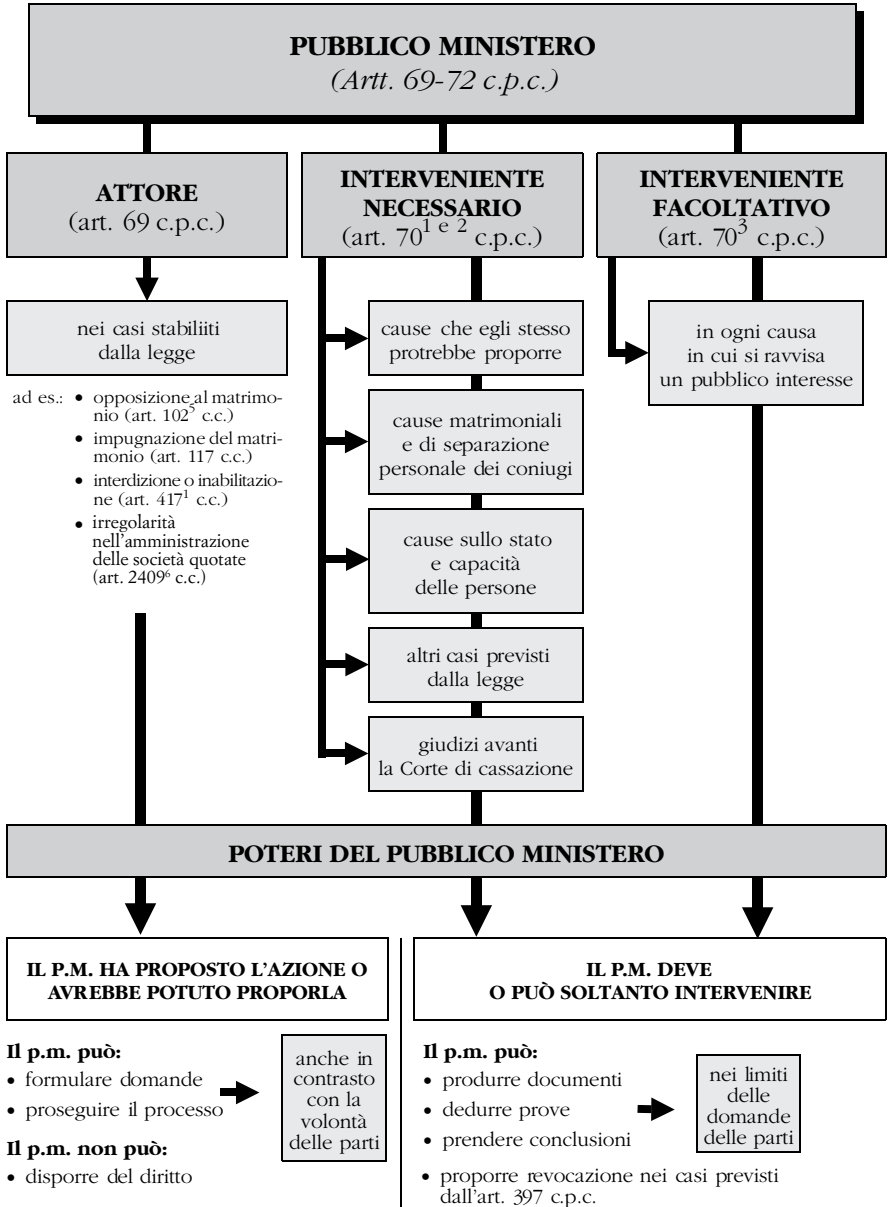 PUBBLICO MINISTERO
(Artt. 69-72 c.p.c.)
ATTORE
(art. 69 c.p.c.)
nei casi stabiliiti
dalla legge
ad es.: • opposizione al matrimo-
nio (art. 102⁵ c.c.)
• impugnazione del matri-
monio (art. 117 c.c.)
• interdizione o inabilitazio-
ne (art. 417¹ c.c.)
• irregolarità
nell'amministrazione
delle società quotate
(art. 2409⁶ c.c.)
INTERVENIENTE
NECESSARIO
(art. 70¹ ᵉ ² c.p.c.)
cause che egli stesso
protrebbe proporre
cause matrimoniali
e di separazione
personale dei coniugi
cause sullo stato
e capacità
delle persone
altri casi previsti
dalla legge
giudizi avanti
la Corte di cassazione
INTERVENIENTE
FACOLTATIVO
(art. 70³ c.p.c.)
in ogni causa
in cui si ravvisa
un pubblico interesse
POTERI DEL PUBBLICO MINISTERO
IL P.M. HA PROPOSTO L'AZIONE O
AVREBBE POTUTO PROPORLA
Il p.m. può:
• formulare domande
• proseguire il processo
anche in
contrasto
con la
volontà
delle parti
Il p.m. non può:
• disporre del diritto
IL P.M. DEVE
O PUÒ SOLTANTO INTERVENIRE
Il p.m. può:
• produrre documenti
• dedurre prove
• prendere conclusioni
nei limiti
delle
domande
delle parti
• proporre revocazione nei casi previsti
dall'art. 397 c.p.c.